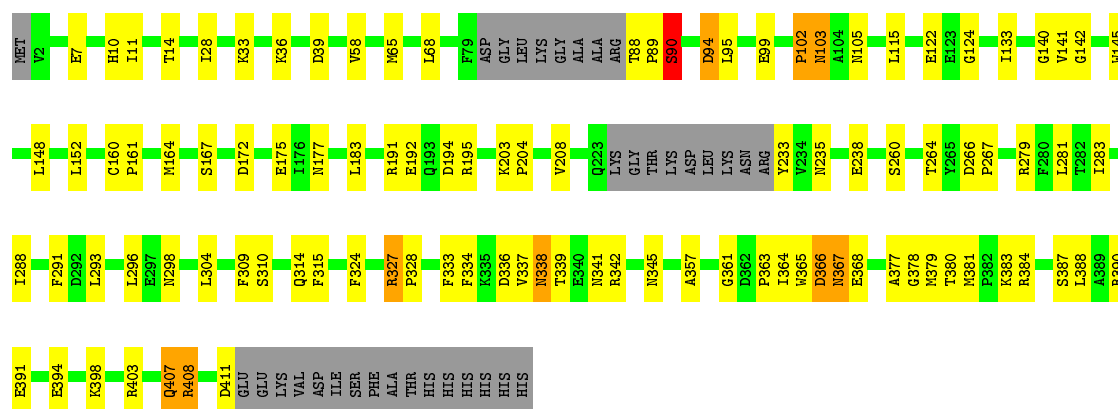 MET V2 E7 H10 I11 T14 I28 K33 K36 D39 V58 M65 L68 F79 ASP GLY LEU LYS GLY ALA ALA ARG T88 P89 S90 D94 L95 E99 P102 N103 A104 N105 L115 E122 E123 G124 I133 G140 V141 G142 W145
L148 L152 C160 P161 M164 S167 D172 E175 I176 N177 L183 R191 E192 Q193 D194 R195 K203 P204 V208 Q223 LYS GLY THR LYS ASP LEU LYS ASN ARG Y233 V234 N235 E238 S260 T264 Y265 D266 P267 R279 F280 L281 T282 I283
I288 F291 D292 L293 L296 E297 N298 L304 F309 S310 Q314 F315 F324 R327 P328 F333 F334 K335 D336 V337 N338 T339 E340 N341 R342 N345 A357 G361 D362 P363 I364 W365 D366 N367 E368 A377 G378 M379 T380 M381 P382 K383 R384 S387 L388 A389 R390
E391 E394 K398 R403 Q407 R408 D411 GLU GLU LYS VAL ASP ILE SER PHE ALA THR HIS HIS HIS HIS HIS HIS